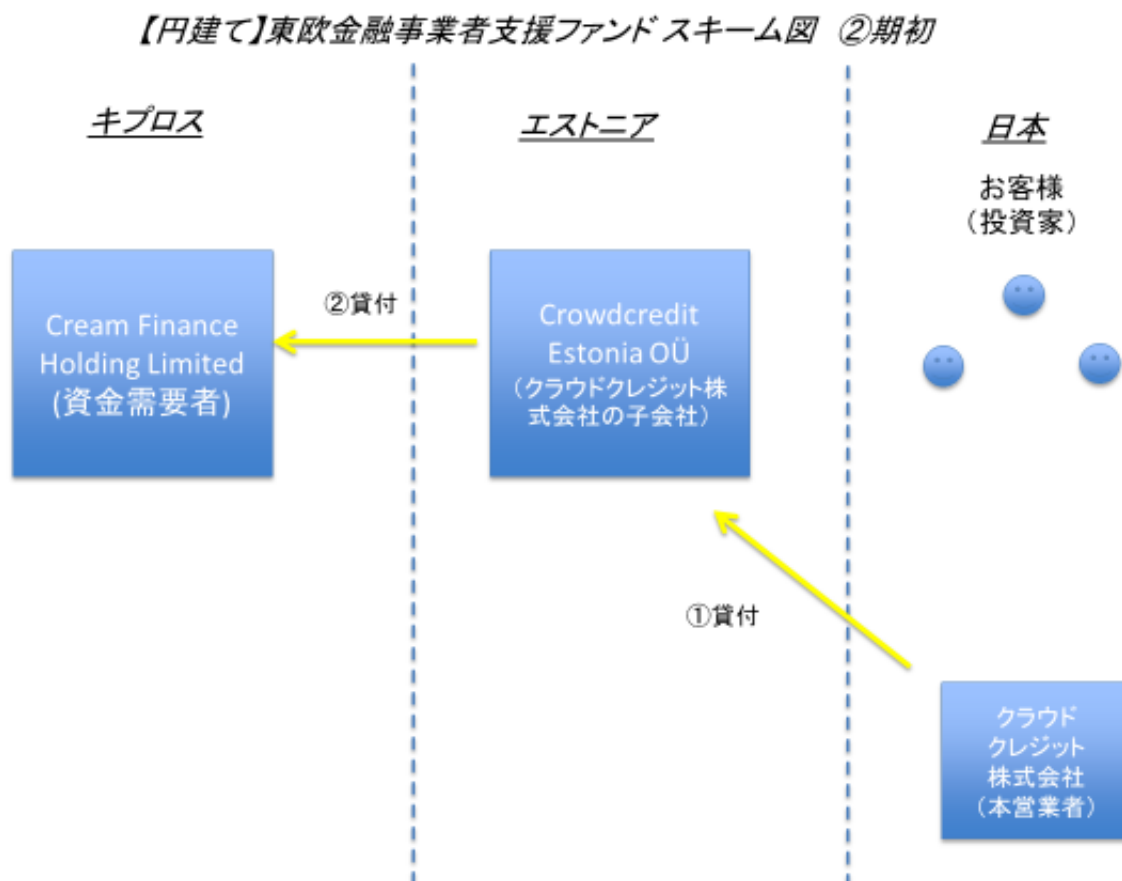 【円建て】東欧金融事業者支援ファンド スキーム図　②期初
キプロス
エストニア
日本
お客様
（投資家）
Cream Finance
Holding Limited
(資金需要者)
②貸付
Crowdcredit
Estonia OÜ
（クラウドクレジット株
式会社の子会社）
①貸付
クラウド
クレジット
株式会社
（本営業者）